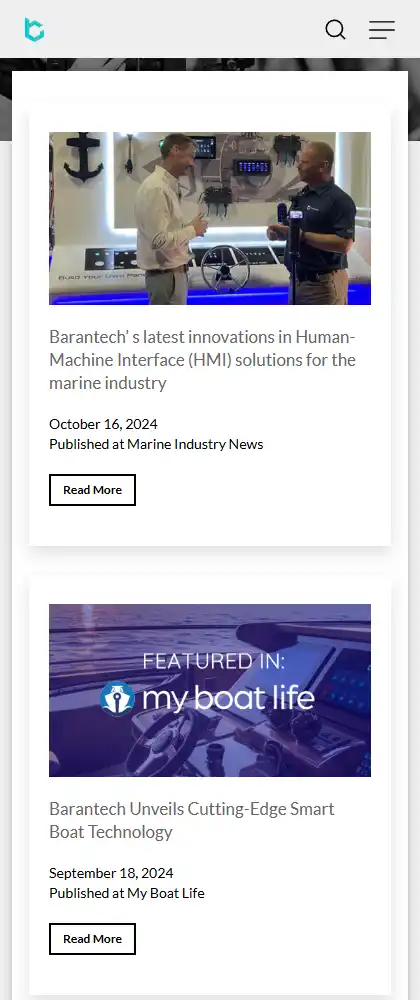 Build Your Own Pane
Barantech' s latest innovations in Human-
Machine Interface (HMI) solutions for the
marine industry
October 16, 2024
Published at Marine Industry News
Read More
FEATURED IN:
my boat life
Barantech Unveils Cutting-Edge Smart
Boat Technology
September 18, 2024
Published at My Boat Life
Read More